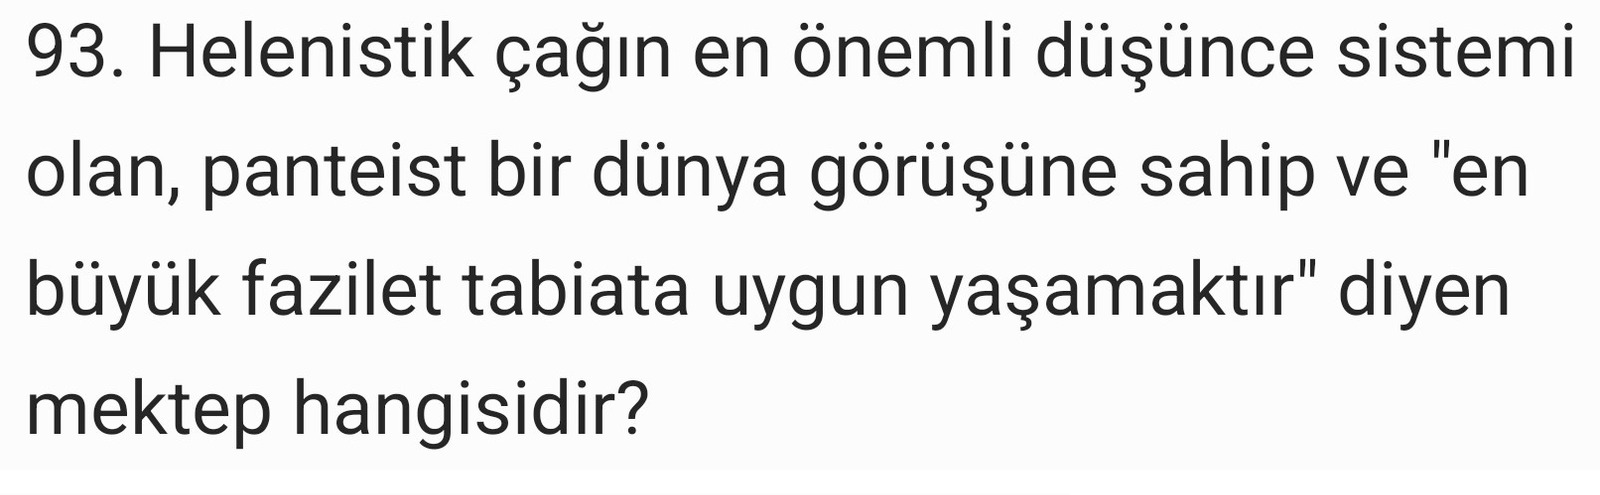 93. Helenistik çağın en önemli düşünce sistemi
olan, panteist bir dünya görüşüne sahip ve "en
büyük fazilet tabiata uygun yaşamaktır" diyen
mektep hangisidir?